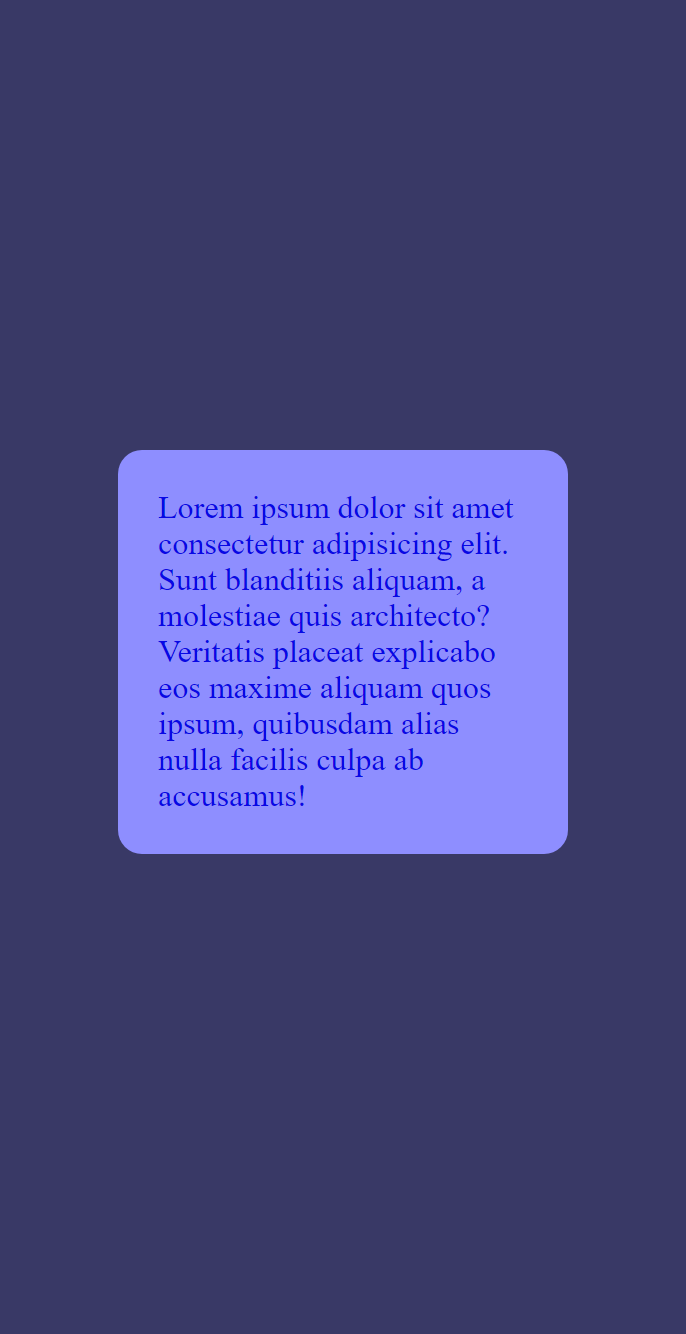 Lorem ipsum dolor sit amet
consectetur adipisicing elit.
Sunt blanditiis aliquam, a
molestiae quis architecto?
Veritatis placeat explicabo
eos maxime aliquam quos
ipsum, quibusdam alias
nulla facilis culpa ab
accusamus!